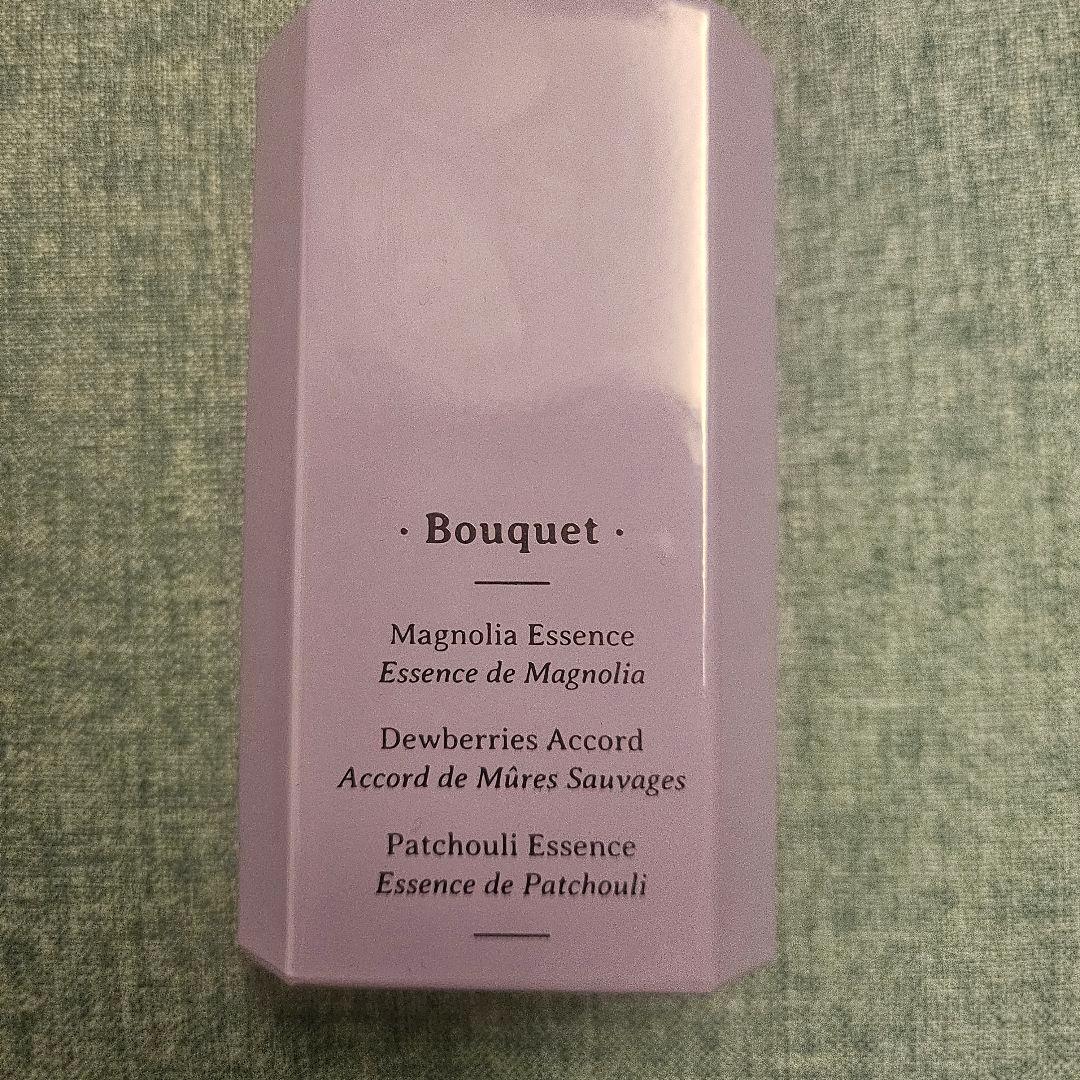 · Bouquet ·
Magnolia Essence
Essence de Magnolia
Dewberries Accord
Accord de Mûres Sauvages
Patchouli Essence
Essence de Patchouli